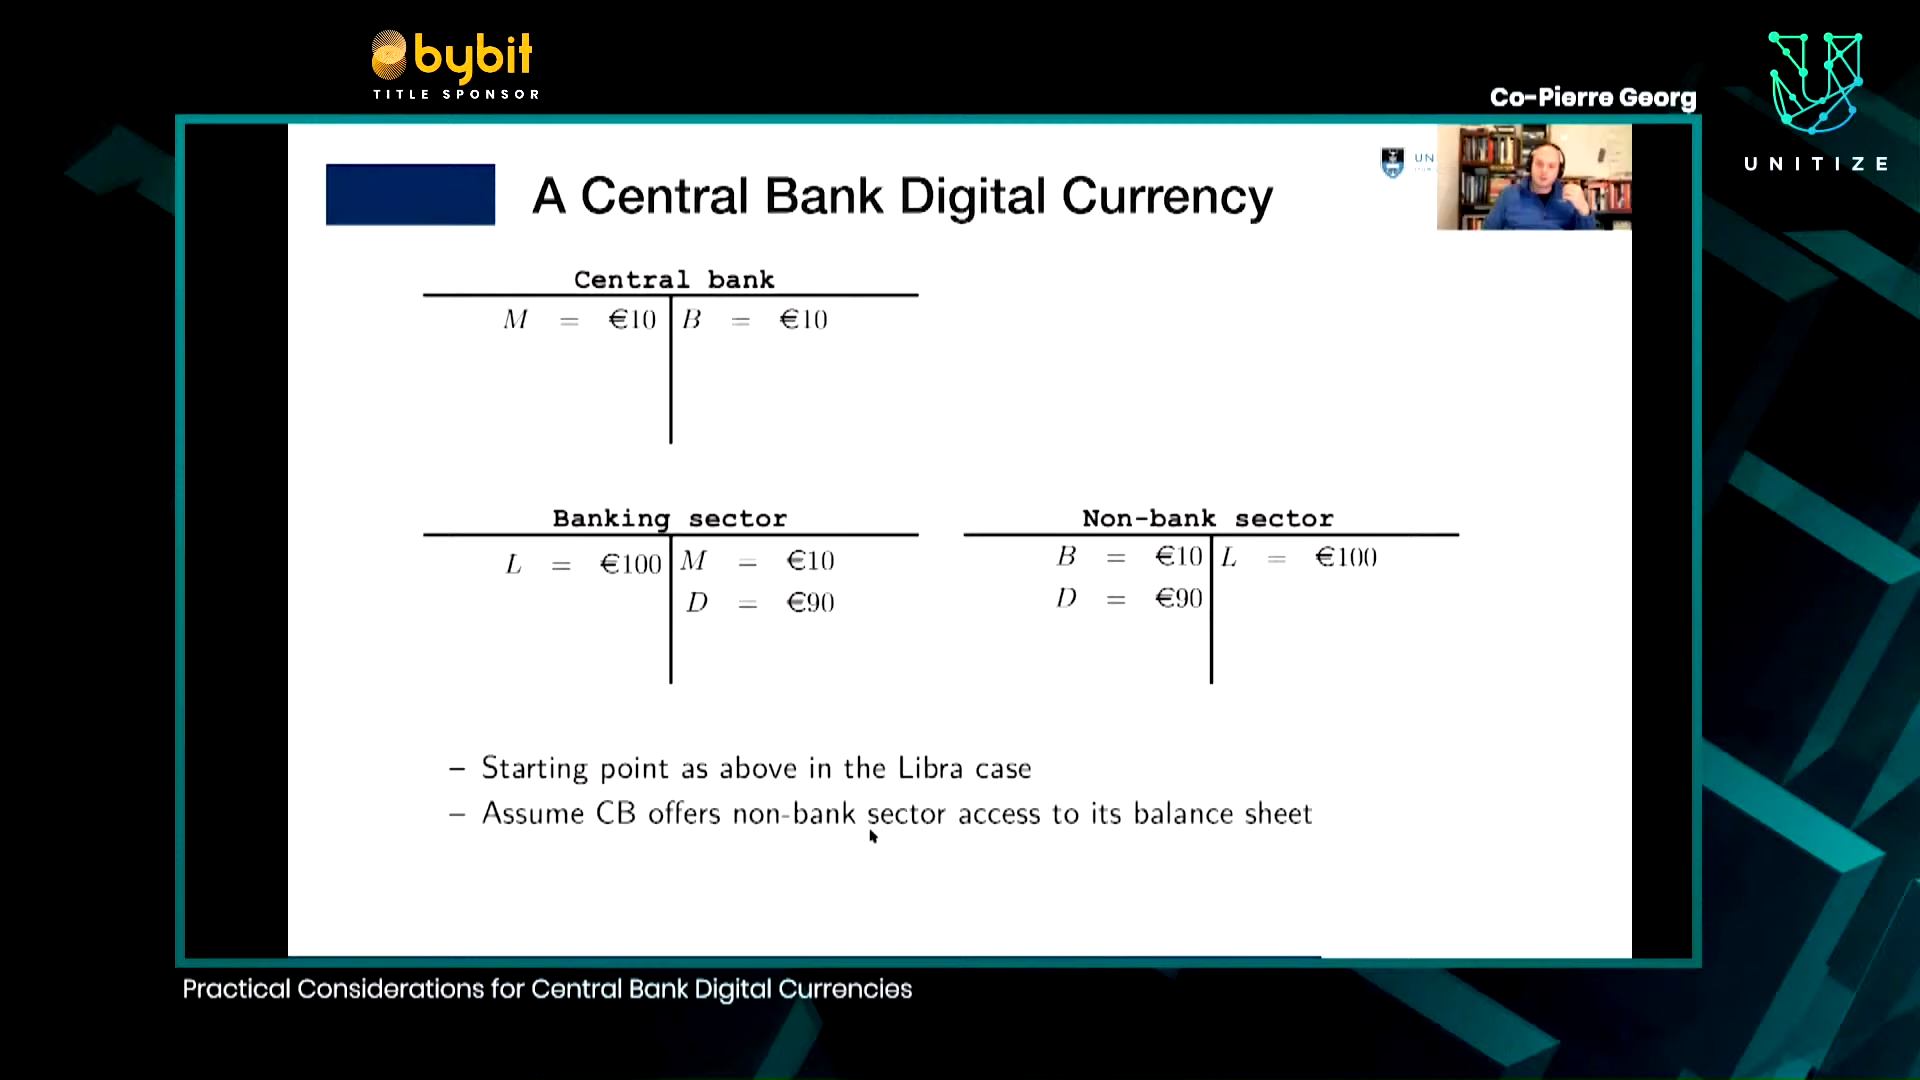 bybit
TITLE SPONSOR
Co-Pierre Georg
UNITIZE
UN
A Central Bank Digital Currency
Central bank
M = €10 B = €10
Banking sector
L = €100 M = €10
D = €90
Non-bank sector
B = €10 L = €100
D = €90
– Starting point as above in the Libra case
– Assume CB offers non-bank sector access to its balance sheet
Practical Considerations for Central Bank Digital Currencies